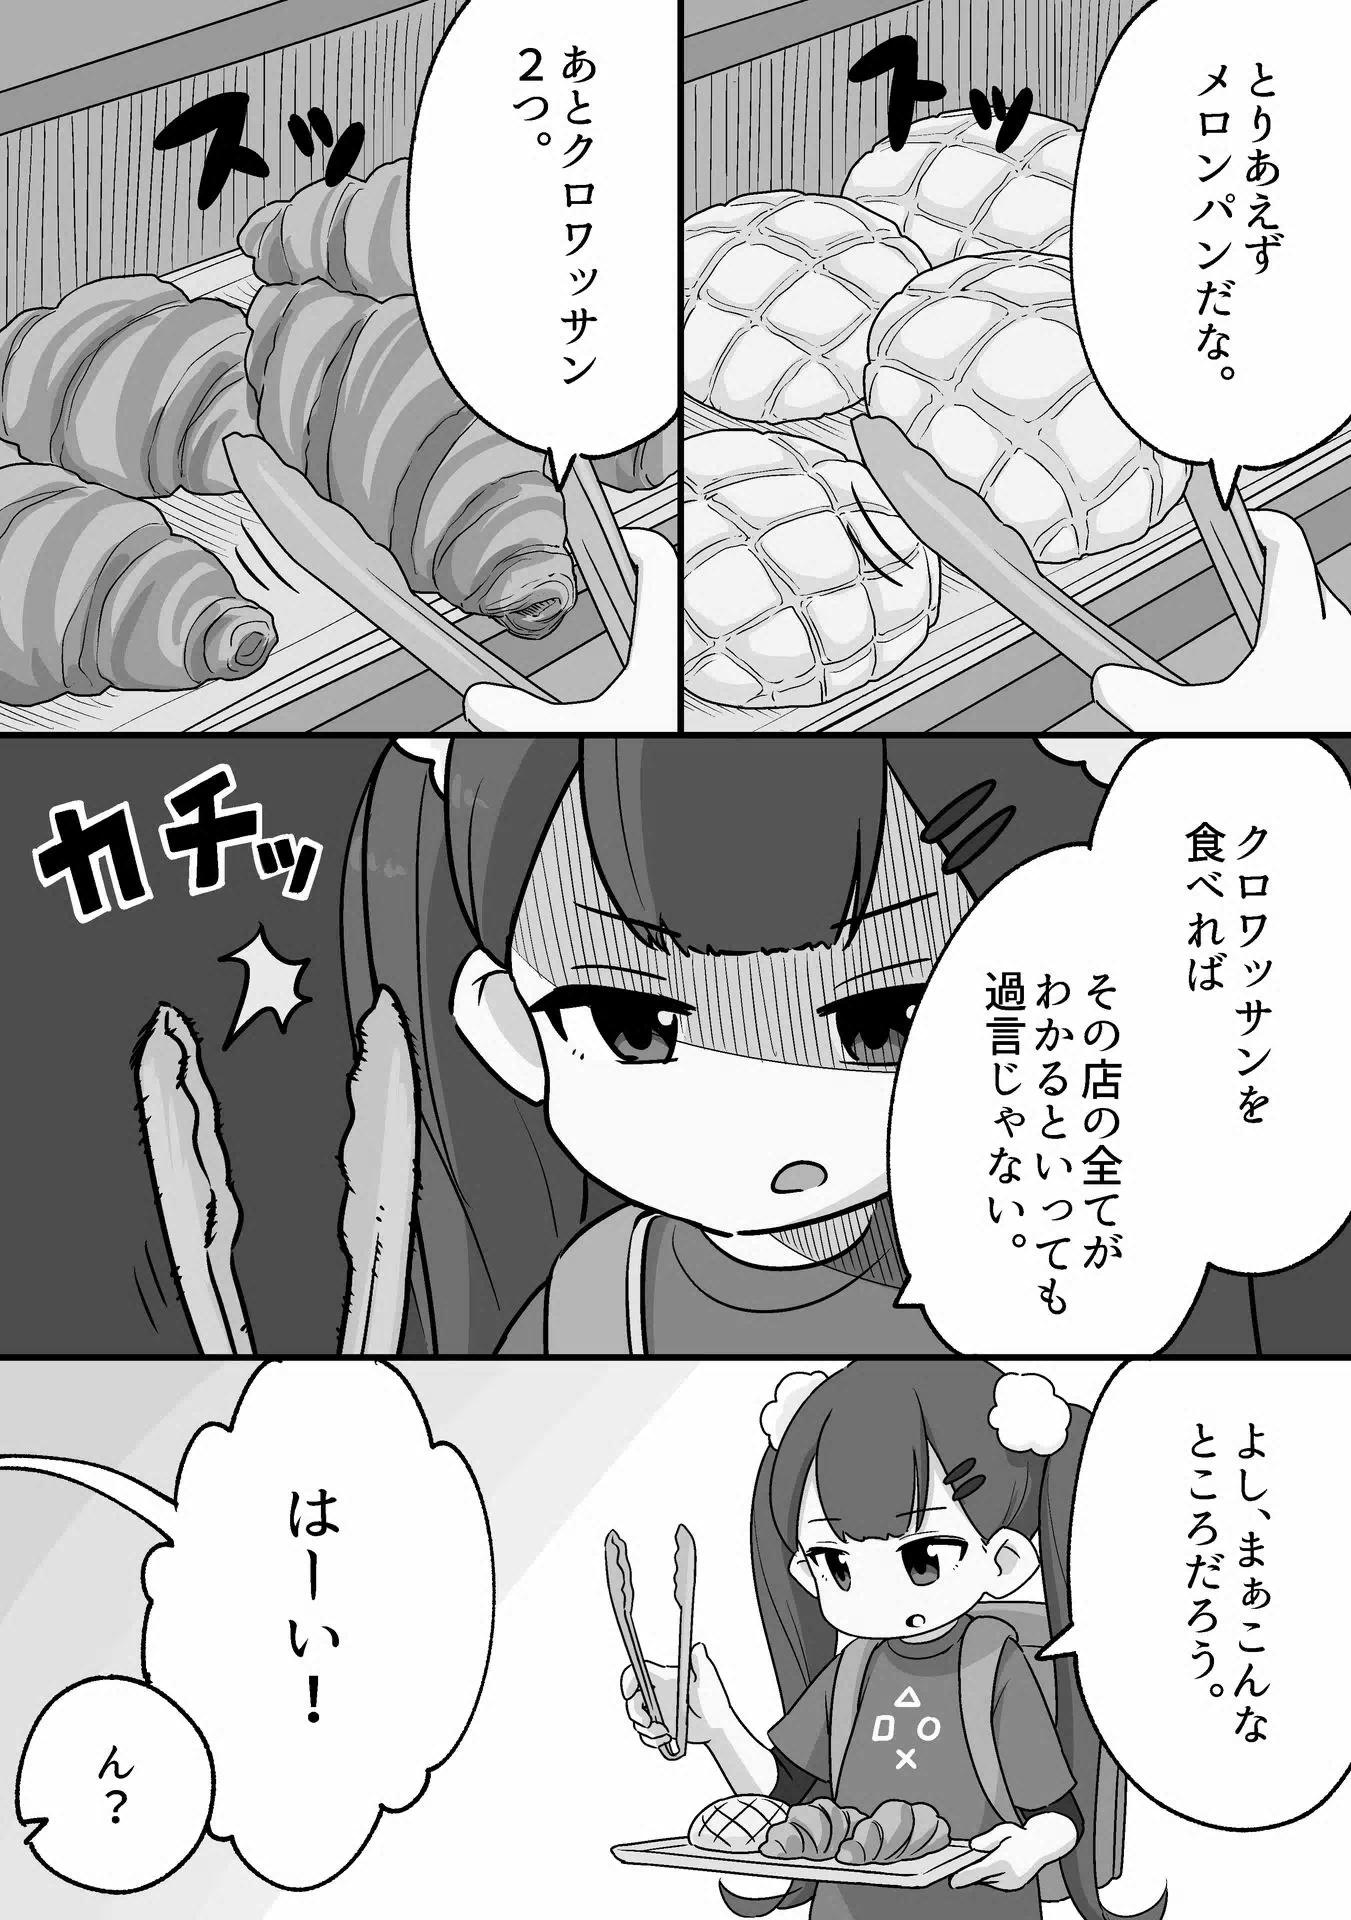 とりあえず
メロンパンだな。
スッ
あとクロワッサン
2つ。
スッ
クロワッサンを
食べれば
その店の全てが
わかるといっても
過言じゃない。
カチッ
よし、まぁこんな
ところだろう。
はーい！
ん？